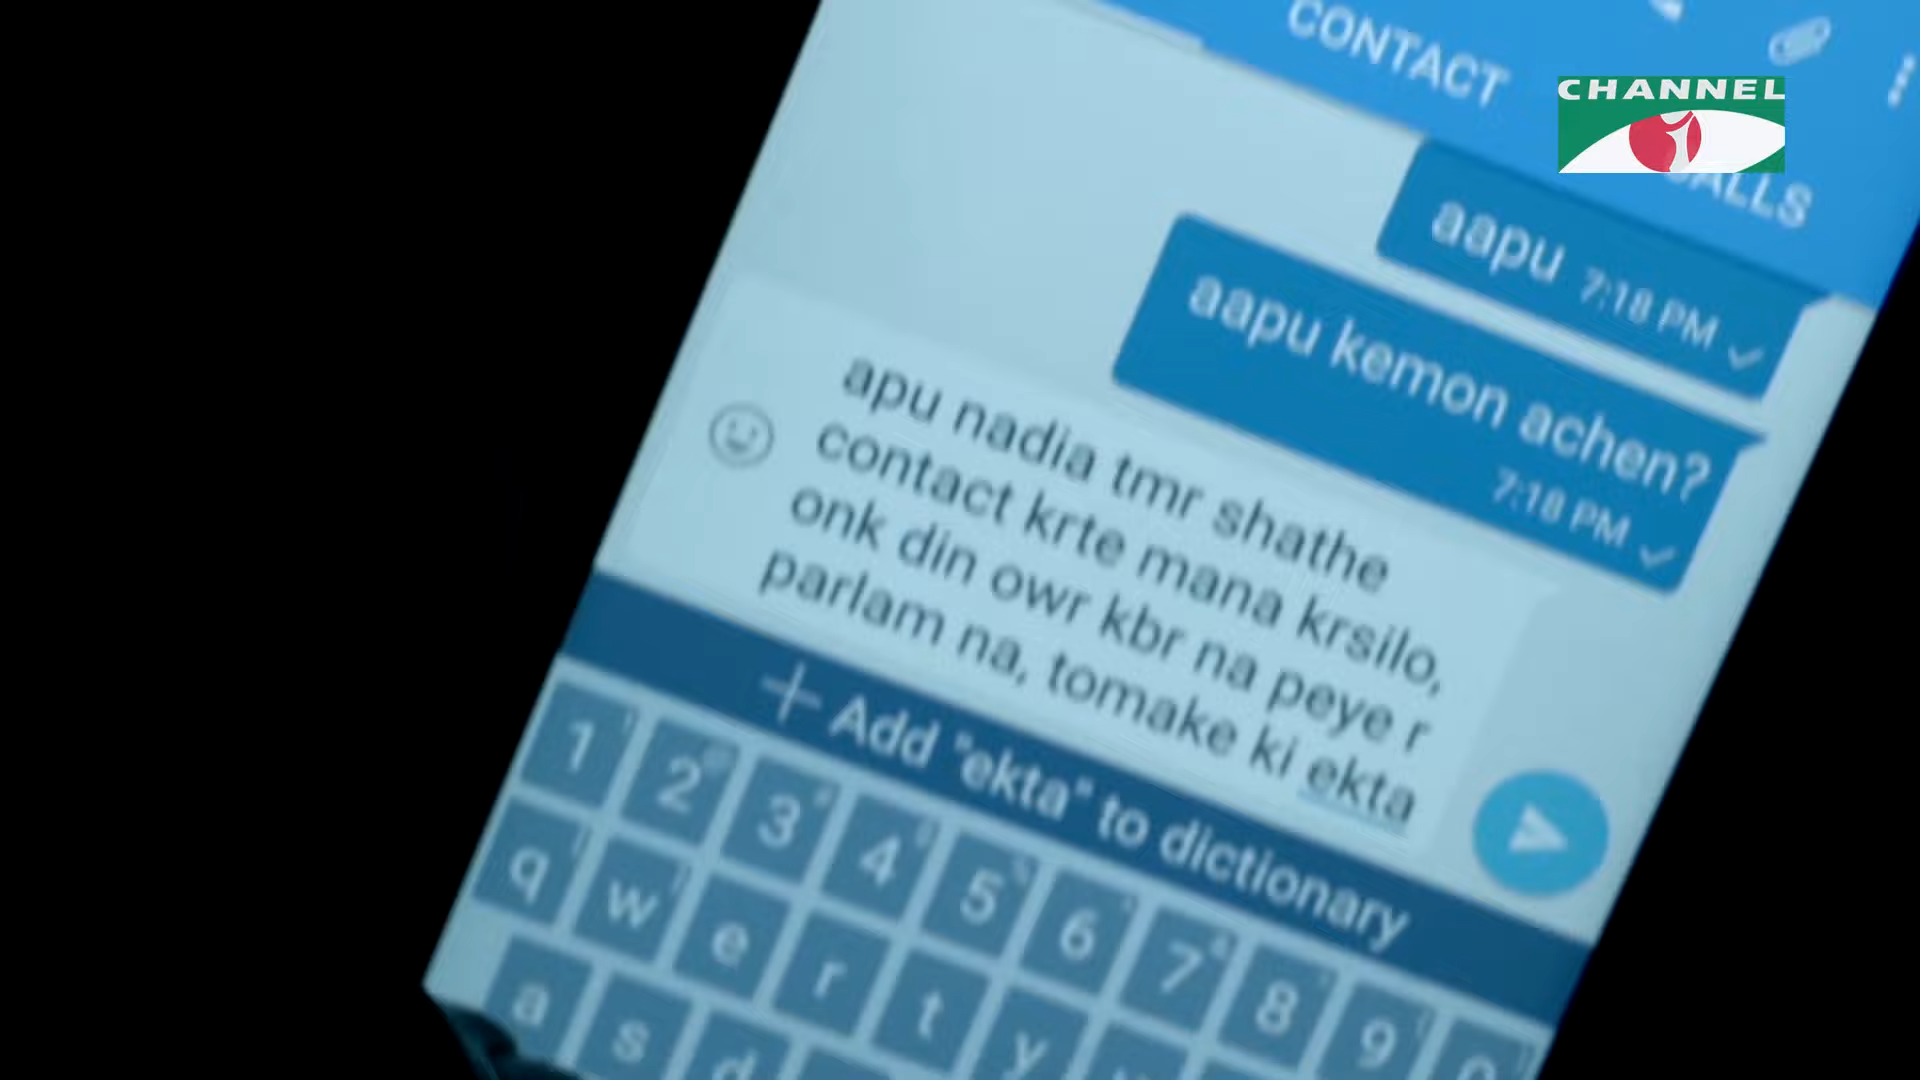 CONTACT
CHANNEL
CALLS
aapu 7:18 PM
aapu kemon achen?
7:18 PM
apu nadia tmr shathe
contact krte mana krsilo,
onk din owr kbr na peye r
parlam na, tomake ki ekta
Add "ekta" to dictionary
1 2 3 4 5 6 7 8 9 0
q w e r t y
a s d